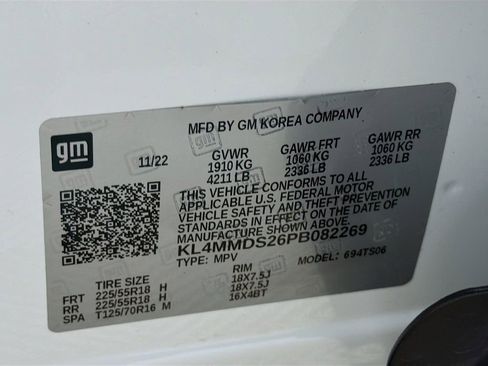 gm
MFD BY GM KOREA COMPANY
11/22 GVWR GAWR FRT GAWR RR
1910 KG 1060 KG 1060 KG
4211 LB 2336 LB 2336 LB
THIS VEHICLE CONFORMS TO ALL
APPLICABLE U.S. FEDERAL MOTOR
VEHICLE SAFETY AND THEFT PREVENTION
STANDARDS IN EFFECT ON THE DATE OF
MANUFACTURE SHOWN ABOVE.
KL4MMDS26PB082269
TYPE: MPV MODEL: 694TS06
TIRE SIZE RIM
FRT 225/55R18 H 18X7.5J
RR 225/55R18 H 18X7.5J
SPA T125/70R16 M 16X4BT